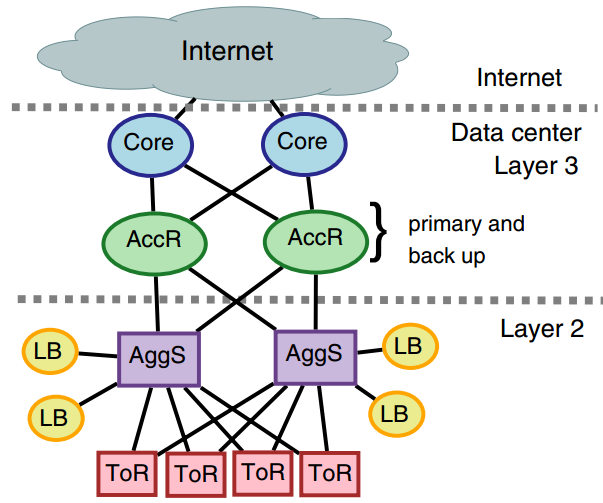 Internet
Internet
Core
Core
Data center
Layer 3
AccR
AccR
primary and
back up
Layer 2
LB
AggS
AggS
LB
LB
LB
ToR
ToR
ToR
ToR